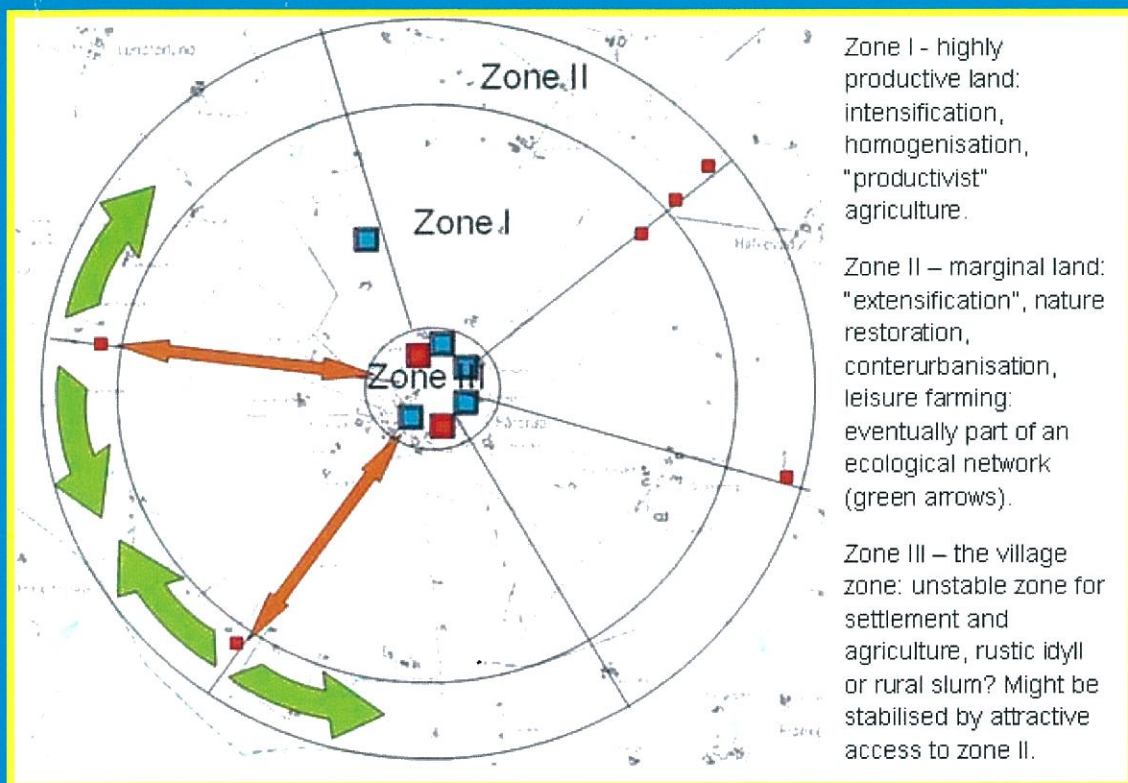 Zone II
Zone I
Zone III
Zone I - highly
productive land:
intensification,
homogenisation,
"productivist"
agriculture.
Zone II – marginal land:
"extensification", nature
restoration,
conterurbanisation,
leisure farming:
eventually part of an
ecological network
(green arrows).
Zone III – the village
zone: unstable zone for
settlement and
agriculture, rustic idyll
or rural slum? Might be
stabilised by attractive
access to zone II.